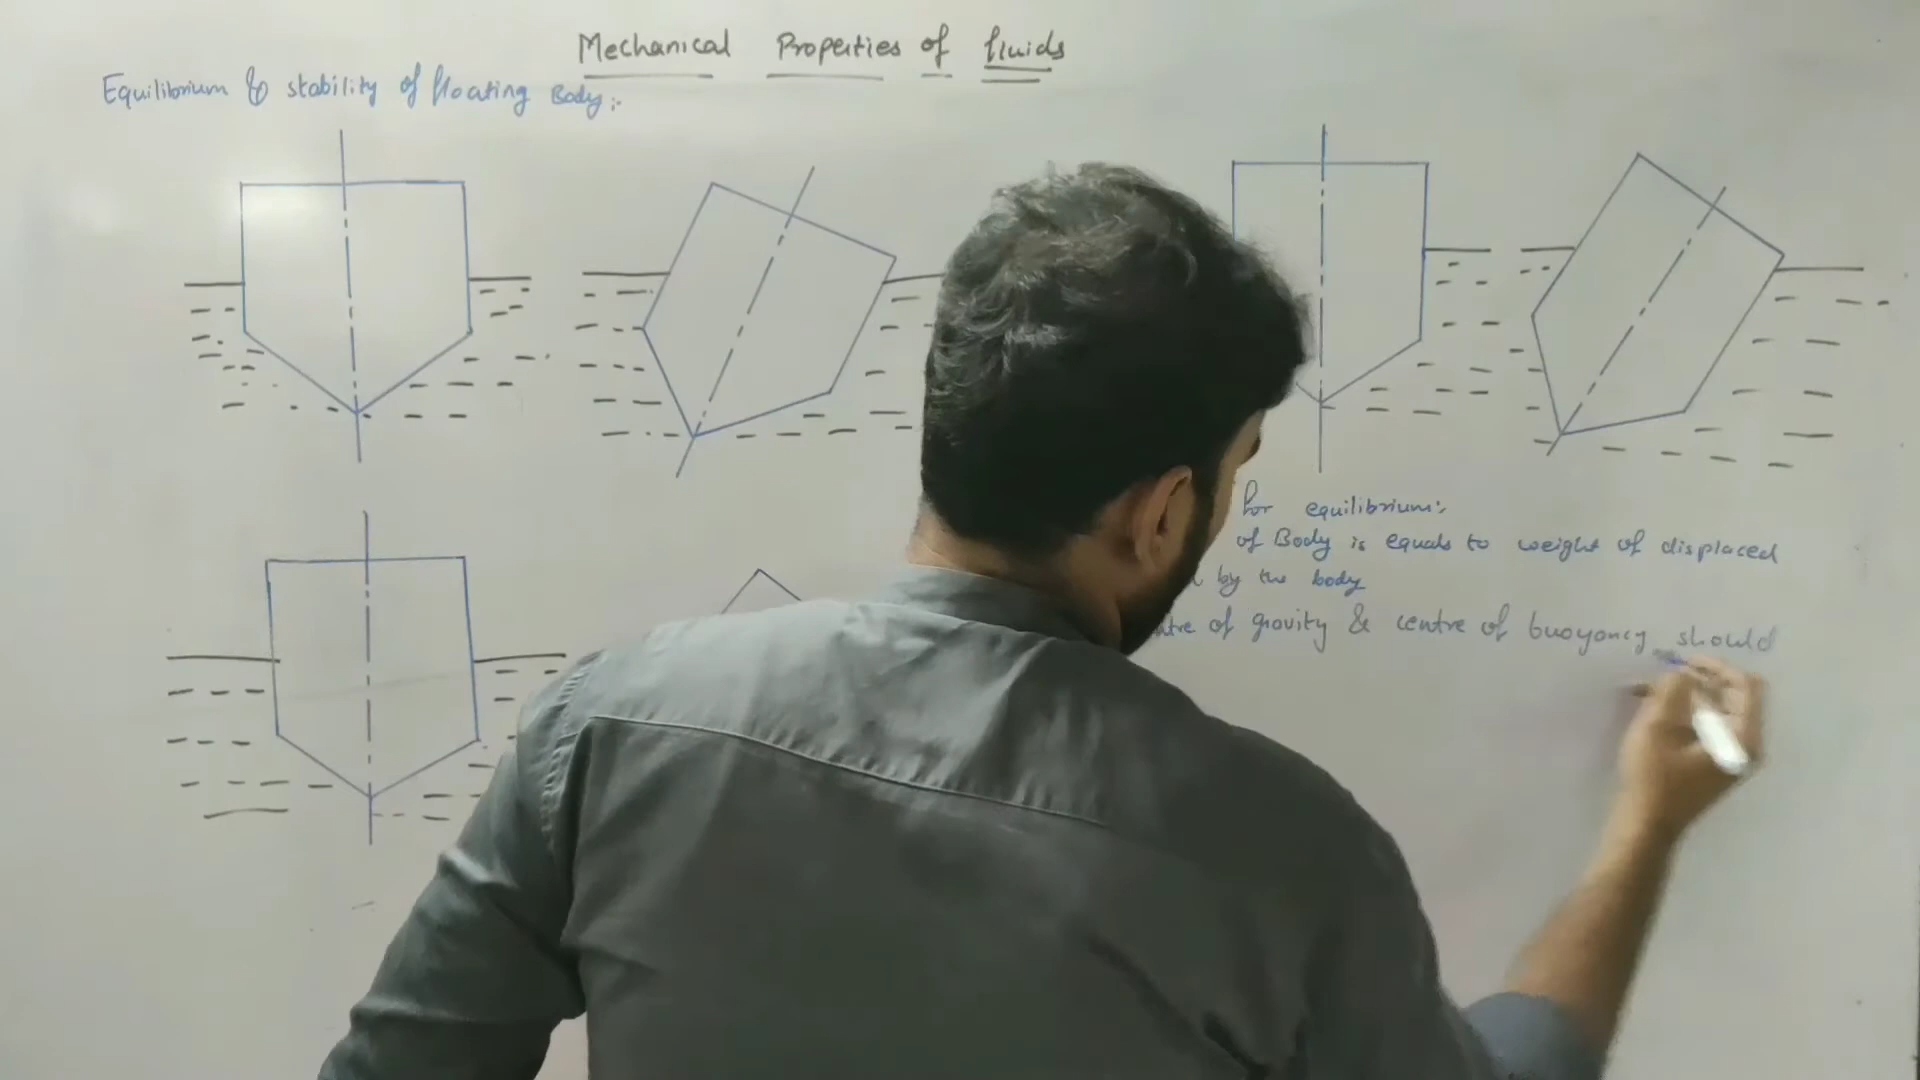 Mechanical Properties of fluids
Equilibrium & stability of floating Body:-
for equilibrium:
of Body is equals to weight of displaced
by the body
of gravity & centre of buoyancy should